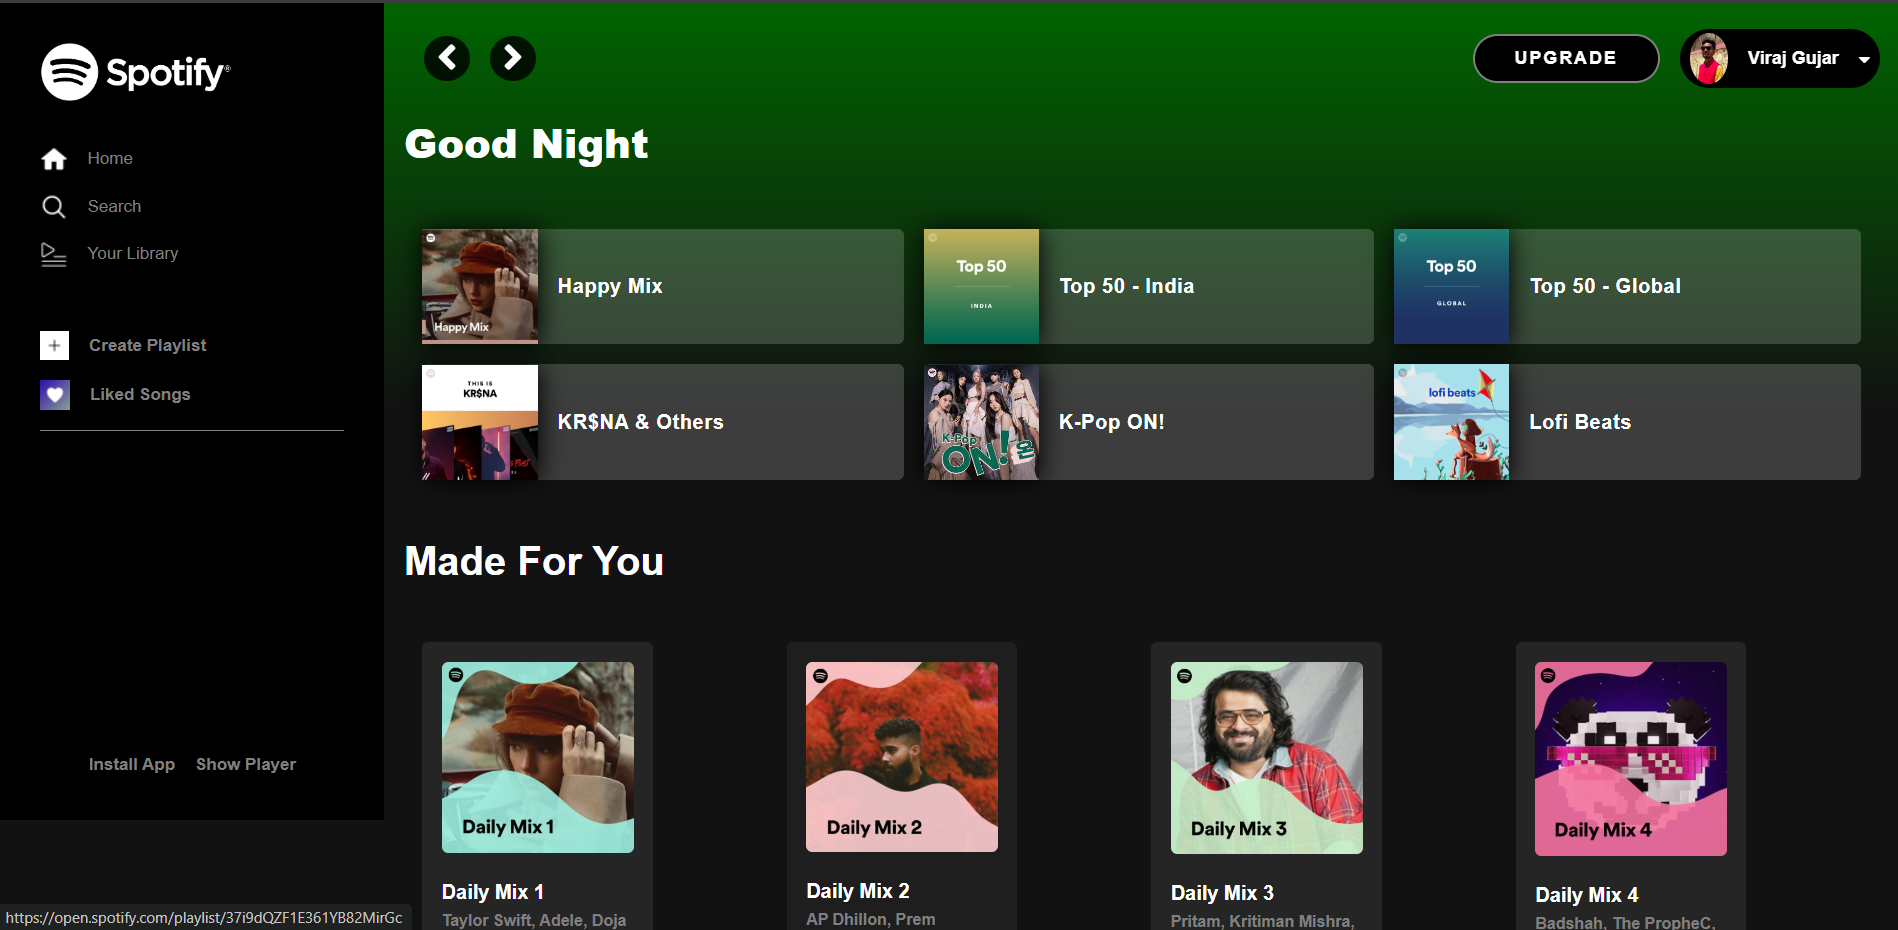 Spotify®
UPGRADE
Viraj Gujar
Home
Search
Your Library
Create Playlist
Liked Songs
Install App
Show Player
Good Night
Happy Mix
Happy Mix
Top 50
INDIA
Top 50 - India
Top 50
GLOBAL
Top 50 - Global
THIS IS
KR$NA
KR$NA & Others
K-Pop
ON!
온
K-Pop ON!
lofi beats
Lofi Beats
Made For You
Daily Mix 1
Daily Mix 1
Taylor Swift, Adele, Doja
Daily Mix 2
Daily Mix 2
AP Dhillon, Prem
Daily Mix 3
Daily Mix 3
Pritam, Kritiman Mishra,
Daily Mix 4
Daily Mix 4
Badshah, The PropheC,
https://open.spotify.com/playlist/37i9dQZF1E361YB82MirGc